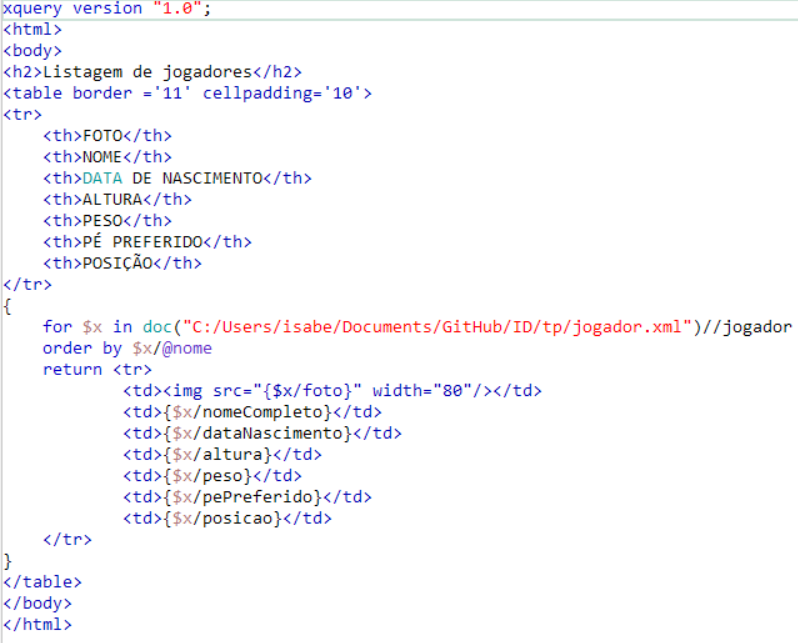 xquery version "1.0";
<html>
<body>
<h2>Listagem de jogadores</h2>
<table border ='11' cellpadding='10'>
<tr>
    <th>FOTO</th>
    <th>NOME</th>
    <th>DATA DE NASCIMENTO</th>
    <th>ALTURA</th>
    <th>PESO</th>
    <th>PÉ PREFERIDO</th>
    <th>POSIÇÃO</th>
</tr>
{
    for $x in doc("C:/Users/isabe/Documents/GitHub/ID/tp/jogador.xml")//jogador
    order by $x/@nome
    return <tr>
            <td><img src="{$x/foto}" width="80"/></td>
            <td>{$x/nomeCompleto}</td>
            <td>{$x/dataNascimento}</td>
            <td>{$x/altura}</td>
            <td>{$x/peso}</td>
            <td>{$x/pePreferido}</td>
            <td>{$x/posicao}</td>
    </tr>
}
</table>
</body>
</html>